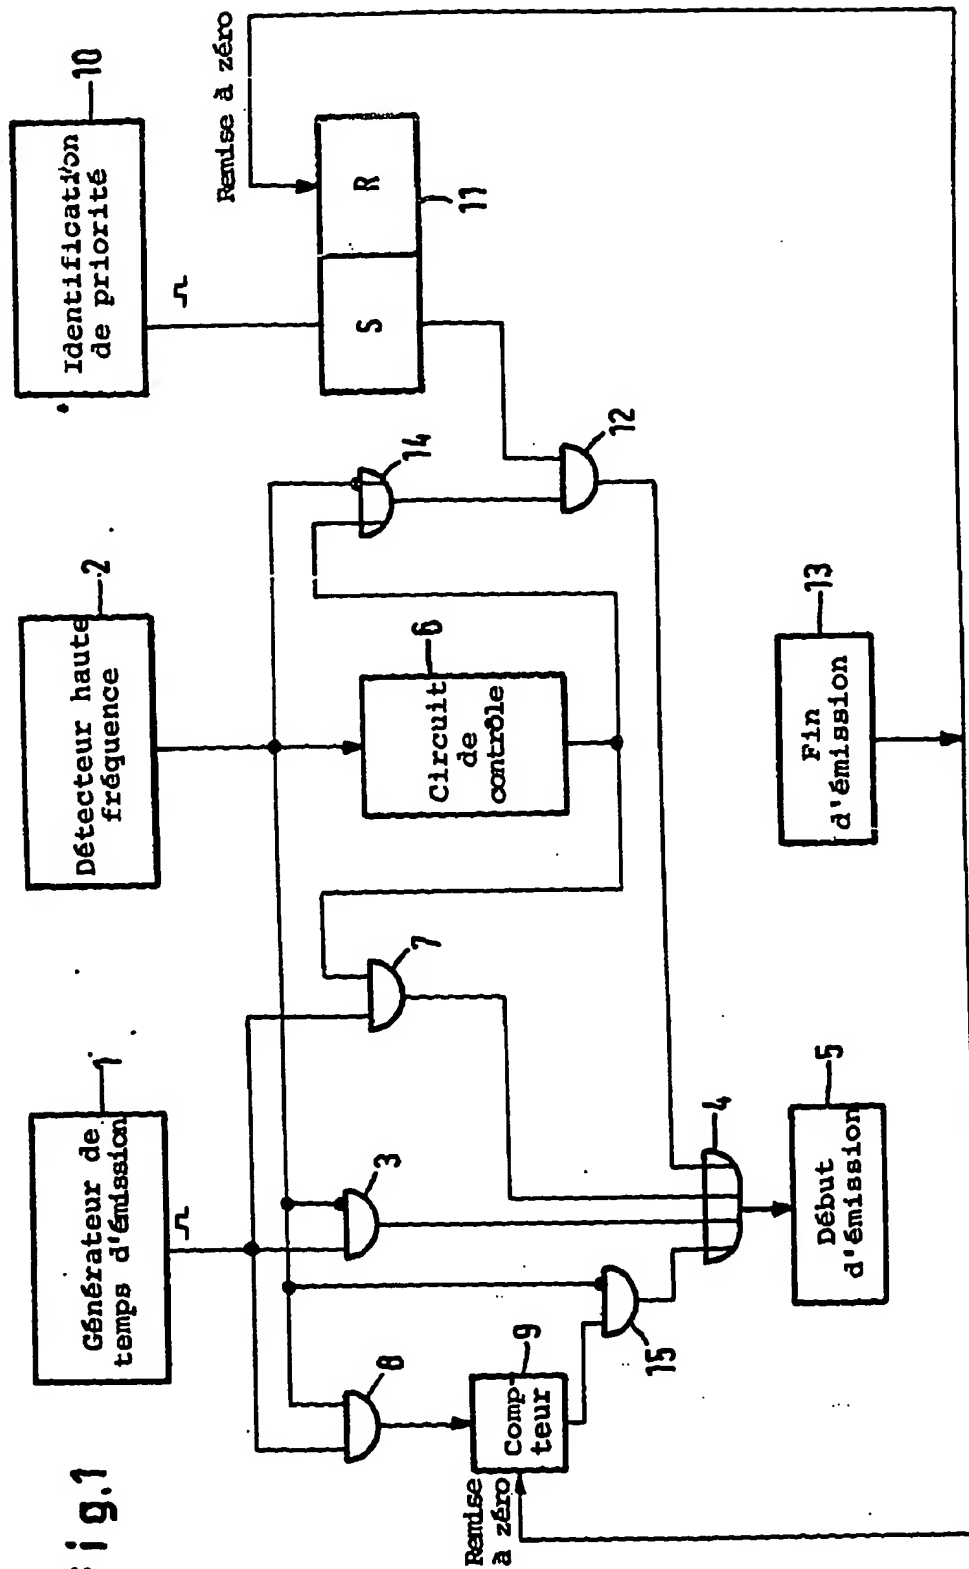 Fig.1
Générateur de
temps d'émission
1
Détecteur haute
fréquence
2
Identification
de priorité
10
Remise à zéro
8
3
7
Circuit
de
contrôle
6
14
S
R
11
12
Remise
à zéro
Comp-
teur
9
15
4
Début
d'émission
5
Fin
d'émission
13